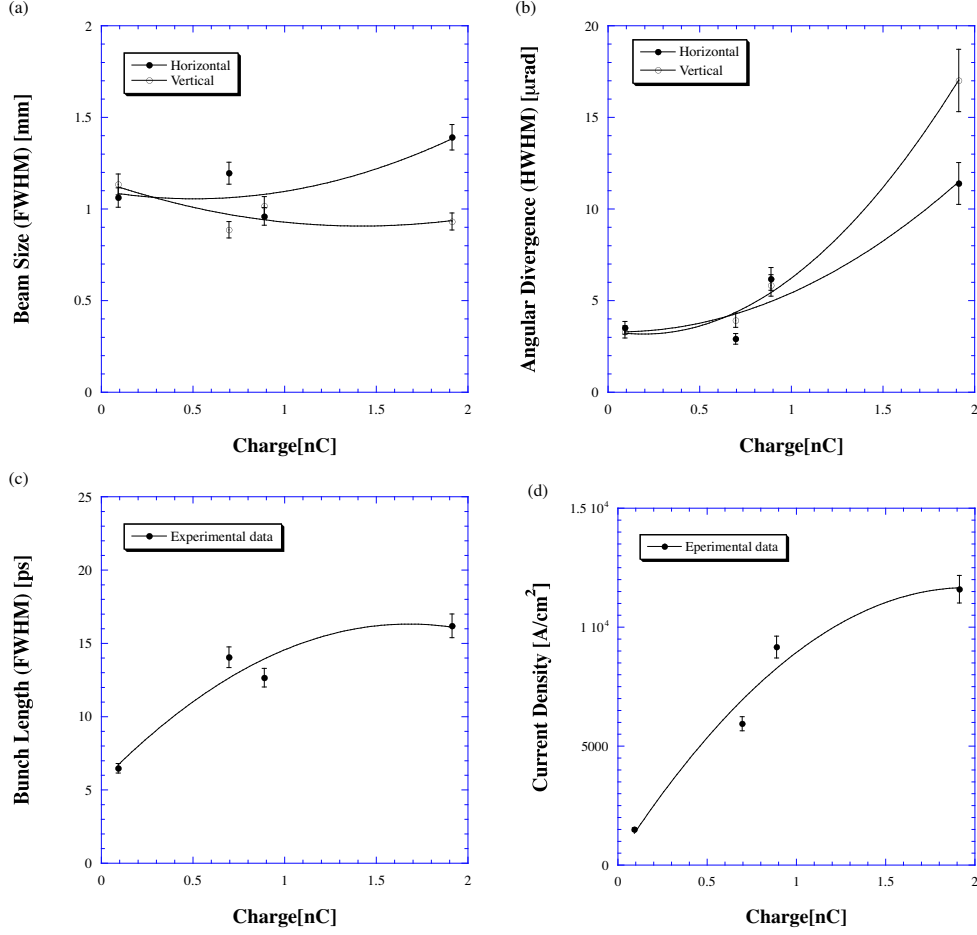 (a)
2
1.5
1
0.5
0
0
0.5
1
1.5
2
Horizontal
Vertical
Beam Size (FWHM) [mm]
Charge[nC]
(b)
20
15
10
5
0
0
0.5
1
1.5
2
Horizontal
Vertical
Angular Divergence (HWHM) [μrad]
Charge[nC]
(c)
25
20
15
10
5
0
0
0.5
1
1.5
2
Experimental data
Bunch Length (FWHM) [ps]
Charge[nC]
(d)
1.5 10⁴
1 10⁴
5000
0
0
0.5
1
1.5
2
Eperimental data
Current Density [A/cm²]
Charge[nC]